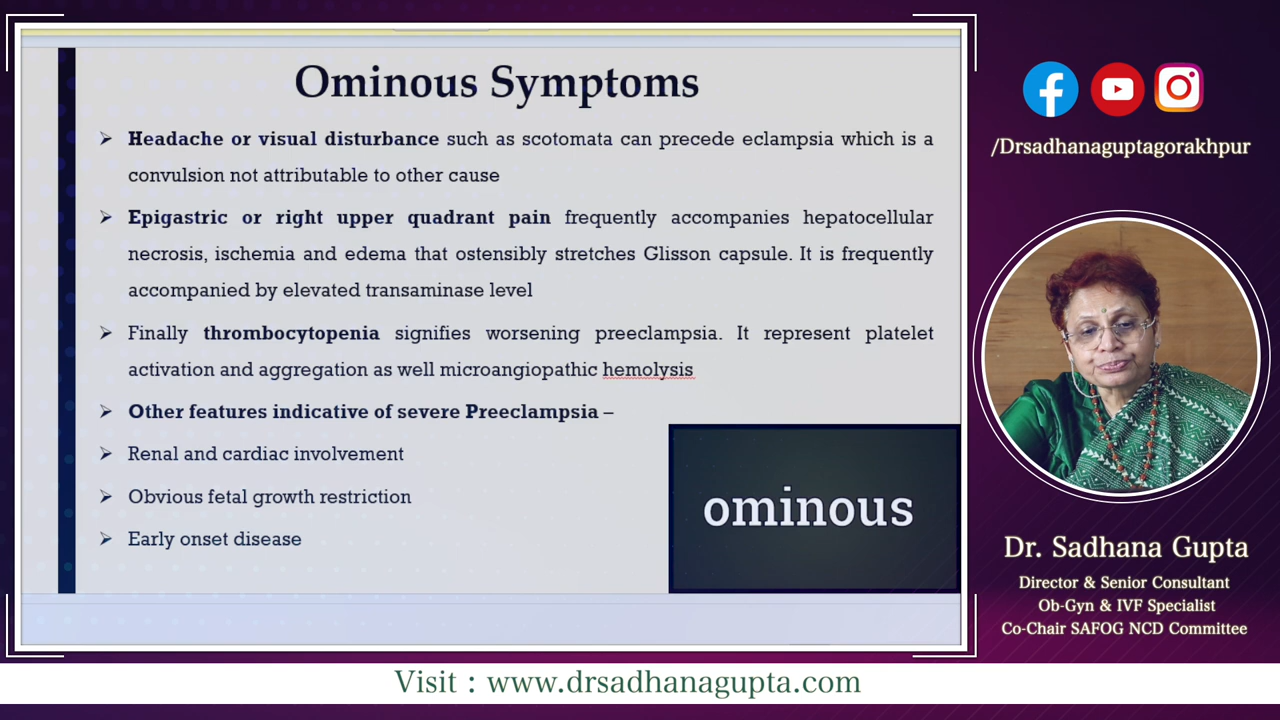 Ominous Symptoms
➢ Headache or visual disturbance such as scotomata can precede eclampsia which is a
convulsion not attributable to other cause
➢ Epigastric or right upper quadrant pain frequently accompanies hepatocellular
necrosis, ischemia and edema that ostensibly stretches Glisson capsule. It is frequently
accompanied by elevated transaminase level
➢ Finally thrombocytopenia signifies worsening preeclampsia. It represent platelet
activation and aggregation as well microangiopathic hemolysis
➢ Other features indicative of severe Preeclampsia –
➢ Renal and cardiac involvement
➢ Obvious fetal growth restriction
➢ Early onset disease
ominous
/Drsadhanaguptagorakhpur
Dr. Sadhana Gupta
Director & Senior Consultant
Ob-Gyn & IVF Specialist
Co-Chair SAFOG NCD Committee
Visit : www.drsadhanagupta.com